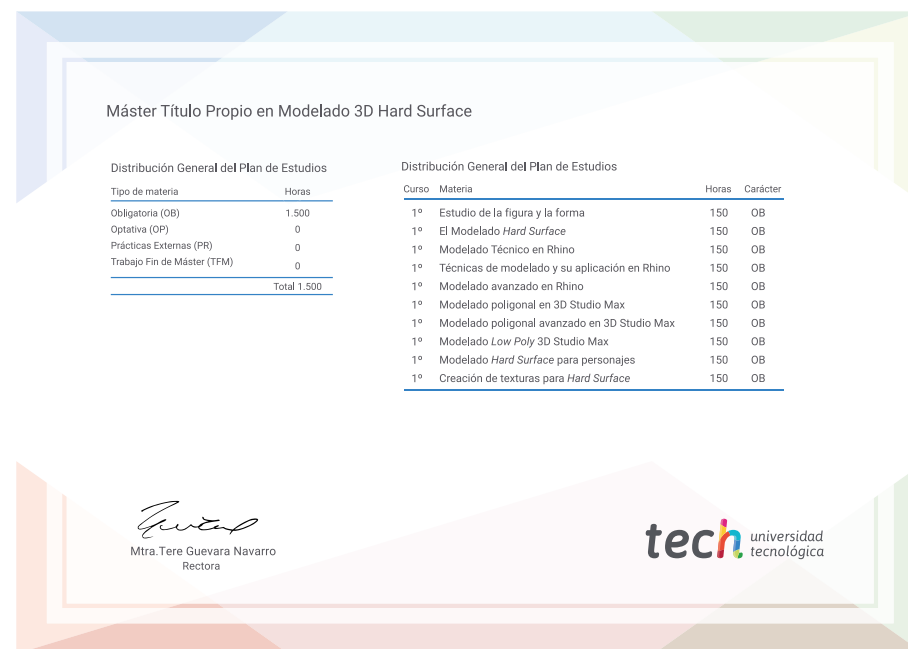 Máster Título Propio en Modelado 3D Hard Surface
Distribución General del Plan de Estudios
Tipo de materia Horas
Obligatoria (OB) 1.500
Optativa (OP) 0
Prácticas Externas (PR) 0
Trabajo Fin de Máster (TFM) 0
Total 1.500
Distribución General del Plan de Estudios
Curso Materia Horas Carácter
1º Estudio de la figura y la forma 150 OB
1º El Modelado Hard Surface 150 OB
1º Modelado Técnico en Rhino 150 OB
1º Técnicas de modelado y su aplicación en Rhino 150 OB
1º Modelado avanzado en Rhino 150 OB
1º Modelado poligonal en 3D Studio Max 150 OB
1º Modelado poligonal avanzado en 3D Studio Max 150 OB
1º Modelado Low Poly 3D Studio Max 150 OB
1º Modelado Hard Surface para personajes 150 OB
1º Creación de texturas para Hard Surface 150 OB
Mtra.Tere Guevara Navarro
Rectora
tech universidad
tecnológica